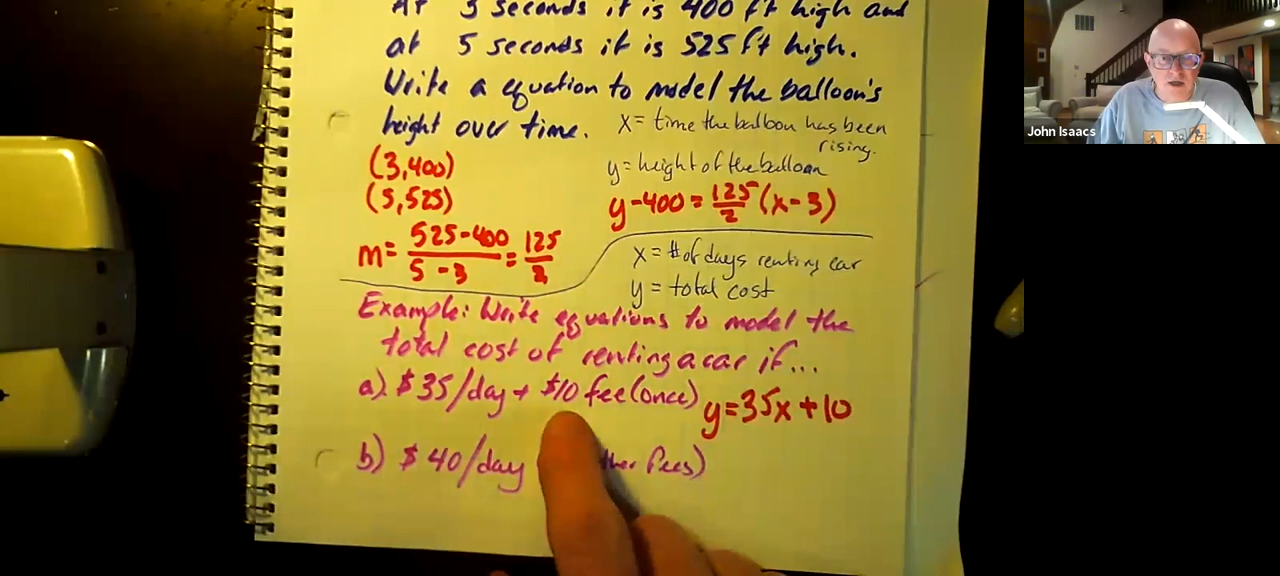 At 3 seconds it is 400 ft high and
at 5 seconds it is 525 ft high.
Write a equation to model the balloon's
height over time.
x = time the balloon has been
rising.
y = height of the balloon
(3,400)
(5,525)
y-400 = 125/2 (x-3)
m = 525-400 / 5-3 = 125/2
x = # of days renting car
y = total cost
Example: Write equations to model the
total cost of renting a car if...
a) $35/day + $10 fee (once) y=35x+10
b) $40/day fees)
John Isaacs